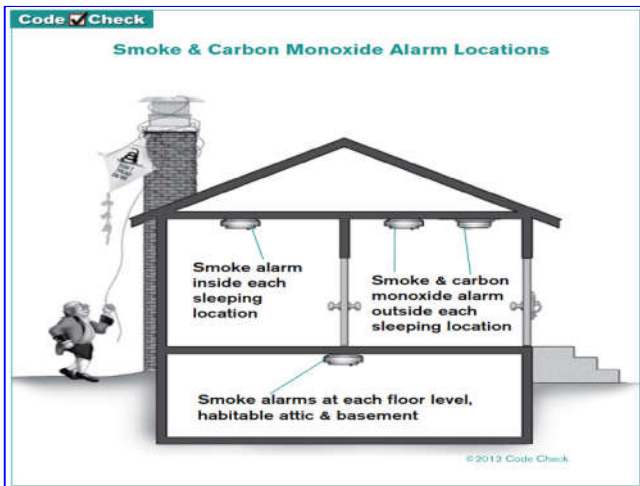 Code Check
Smoke & Carbon Monoxide Alarm Locations
Smoke alarm
inside each
sleeping
location
Smoke & carbon
monoxide alarm
outside each
sleeping location
Smoke alarms at each floor level,
habitable attic & basement
©2012 Code Check